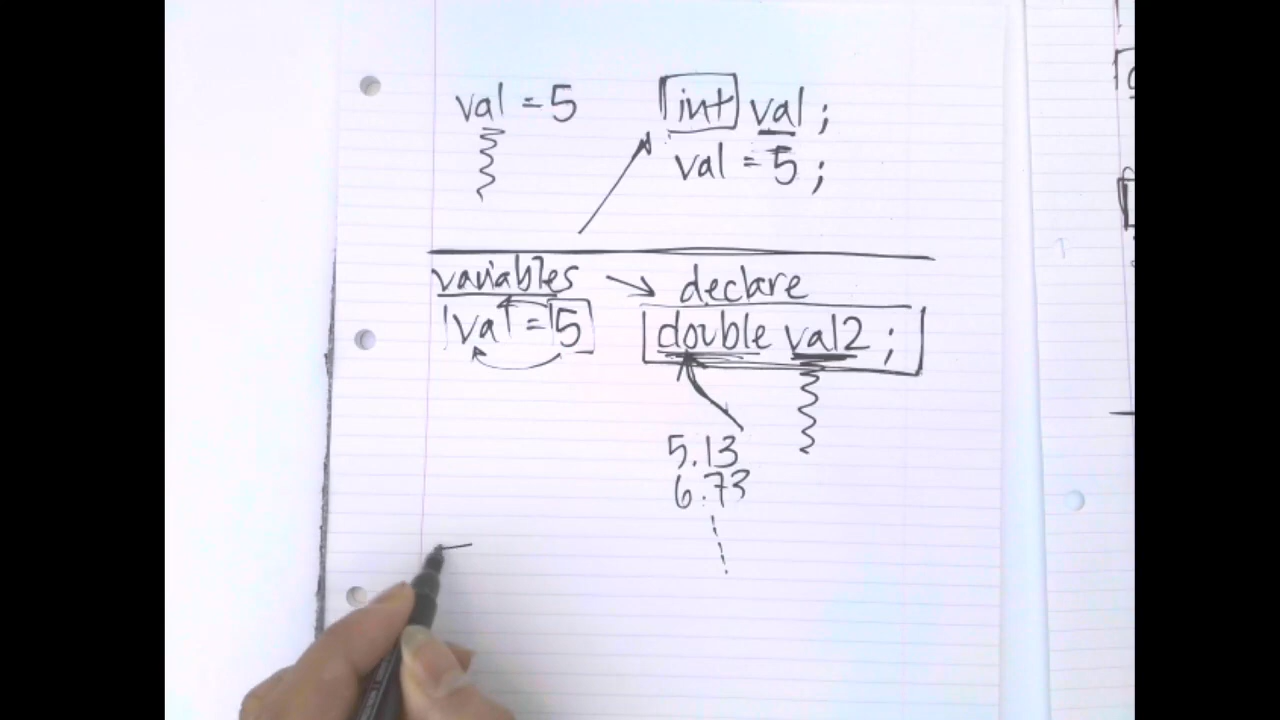 val = 5
int val ;
val = 5 ;
variables
declare
val = 5
double val2 ;
5.13
6.73